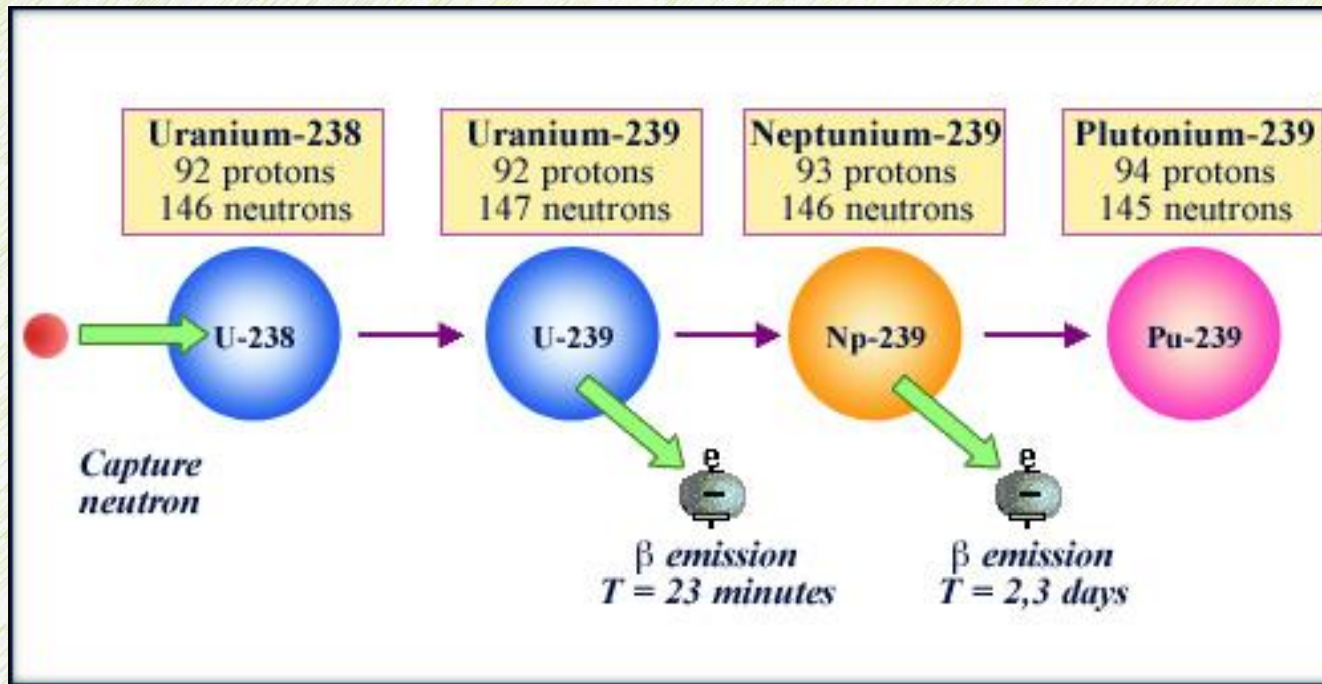 Uranium-238
92 protons
146 neutrons
Uranium-239
92 protons
147 neutrons
Neptunium-239
93 protons
146 neutrons
Plutonium-239
94 protons
145 neutrons
U-238
U-239
Np-239
Pu-239
Capture
neutron
e
−
β emission
T = 23 minutes
e
−
β emission
T = 2,3 days